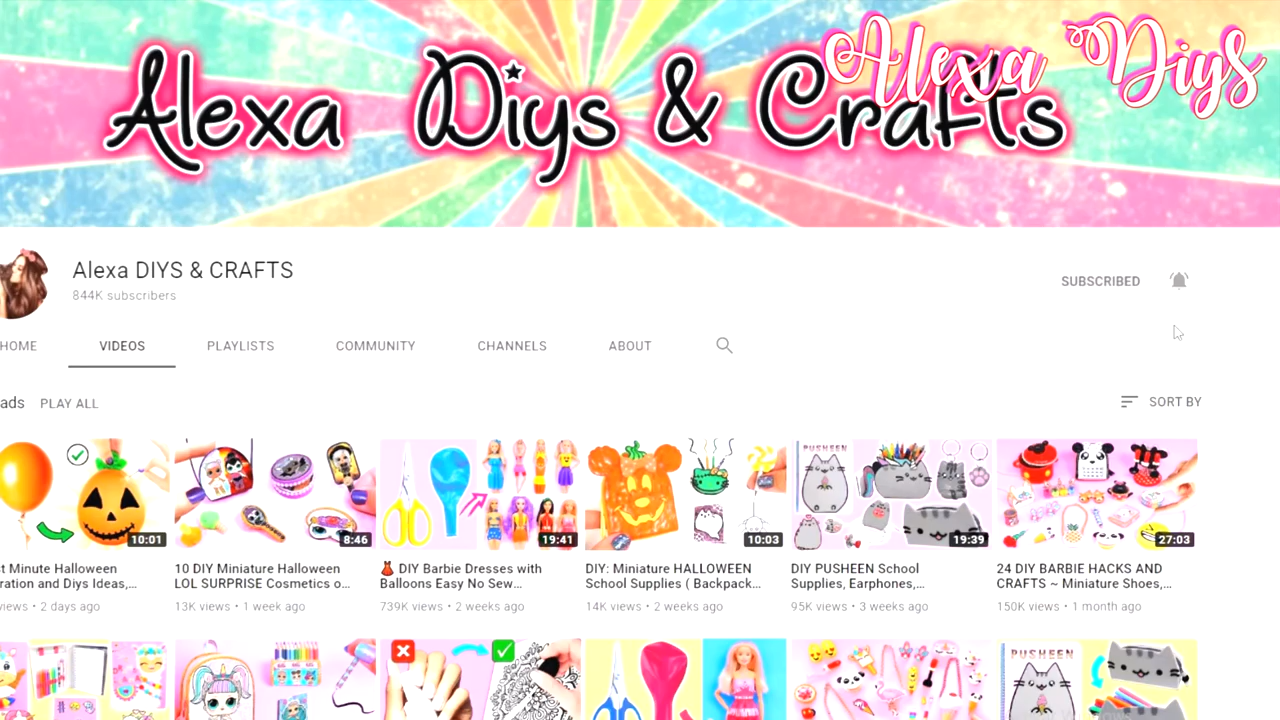 Alexa Diys & Crafts
Alexa Diys
Alexa DIYS & CRAFTS
844K subscribers
SUBSCRIBED
HOME VIDEOS PLAYLISTS COMMUNITY CHANNELS ABOUT
ads PLAY ALL
SORT BY
10:01
8:46
19:41
10:03
PUSHEEN
19:39
27:03
t Minute Halloween
ration and Diys Ideas,...
iews • 2 days ago
10 DIY Miniature Halloween
LOL SURPRISE Cosmetics o...
13K views • 1 week ago
DIY Barbie Dresses with
Balloons Easy No Sew...
739K views • 2 weeks ago
DIY: Miniature HALLOWEEN
School Supplies ( Backpack...
14K views • 2 weeks ago
DIY PUSHEEN School
Supplies, Earphones,...
95K views • 3 weeks ago
24 DIY BARBIE HACKS AND
CRAFTS ~ Miniature Shoes,...
150K views • 1 month ago
PUSHEEN